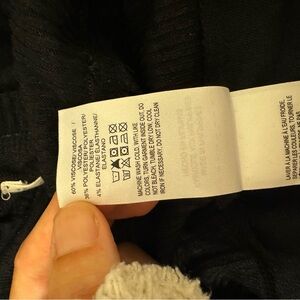 60% VISCOSE/ VISCOSE /
VISCOSA
36% POLYESTER/POLYESTER/
POLIESTER
4% ELASTANE/ ELASTHANNE/
ELASTANO
MACHINE WASH COLD, WITH LIKE
COLORS, TURN GARMENT INSIDE OUT, DO
NOT BLEACH, TUMBLE DRY LOW, COOL
IRON IF NECESSARY, DO NOT DRY CLEAN
LAVER À LA MACHINE À L'EAU FROIDE,